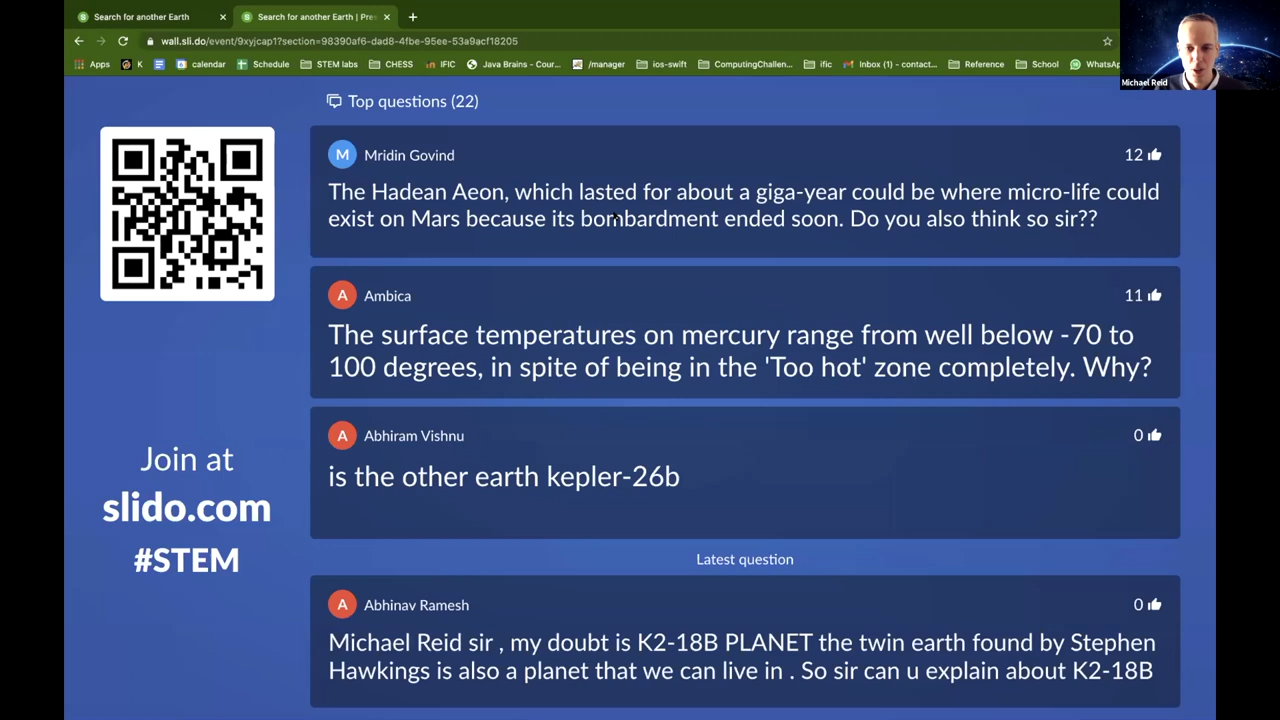 Search for another Earth
Search for another Earth | Pres
wall.sli.do/event/9xyjcap1?section=98390af6-dad8-4fbe-95ee-53a9acf18205
Apps K calendar Schedule STEM labs CHESS IFIC Java Brains - Cour... /manager ios-swift ComputingChallen... ific Inbox (1) - contact... Reference School WhatsAp
Michael Reid
Top questions (22)
M Mridin Govind 12
The Hadean Aeon, which lasted for about a giga-year could be where micro-life could
exist on Mars because its bombardment ended soon. Do you also think so sir??
A Ambica 11
The surface temperatures on mercury range from well below -70 to
100 degrees, in spite of being in the 'Too hot' zone completely. Why?
A Abhiram Vishnu 0
is the other earth kepler-26b
Join at
slido.com
#STEM
Latest question
A Abhinav Ramesh 0
Michael Reid sir , my doubt is K2-18B PLANET the twin earth found by Stephen
Hawkings is also a planet that we can live in . So sir can u explain about K2-18B